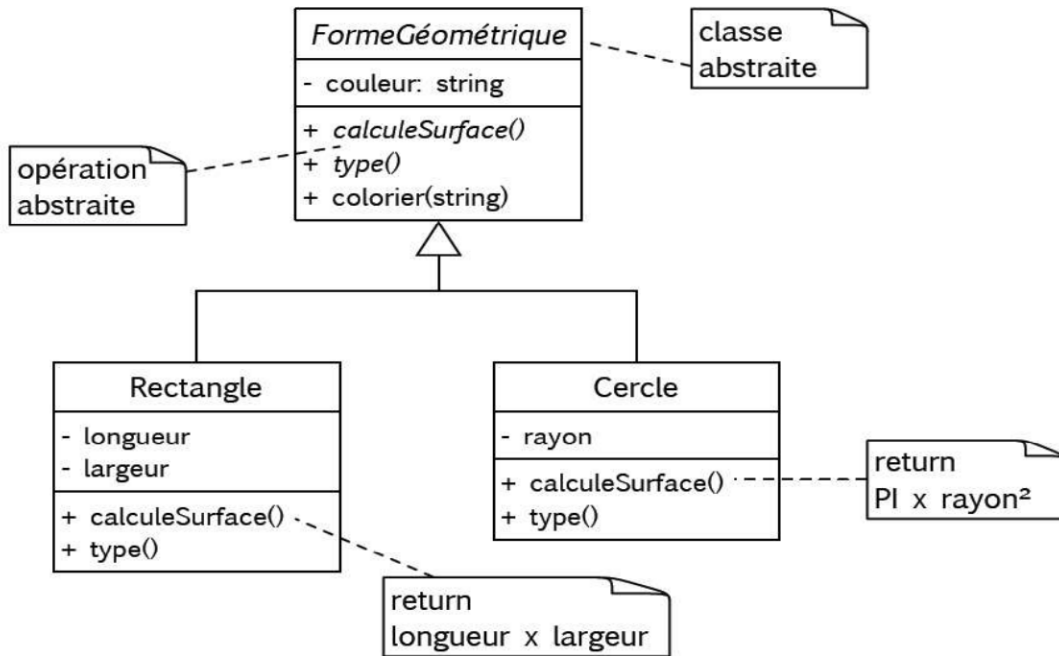 FormeGéométrique
- couleur: string
+ calculeSurface()
+ type()
+ colorier(string)
classe
abstraite
opération
abstraite
Rectangle
- longueur
- largeur
+ calculeSurface()
+ type()
Cercle
- rayon
+ calculeSurface()
+ type()
return
PI x rayon²
return
longueur x largeur